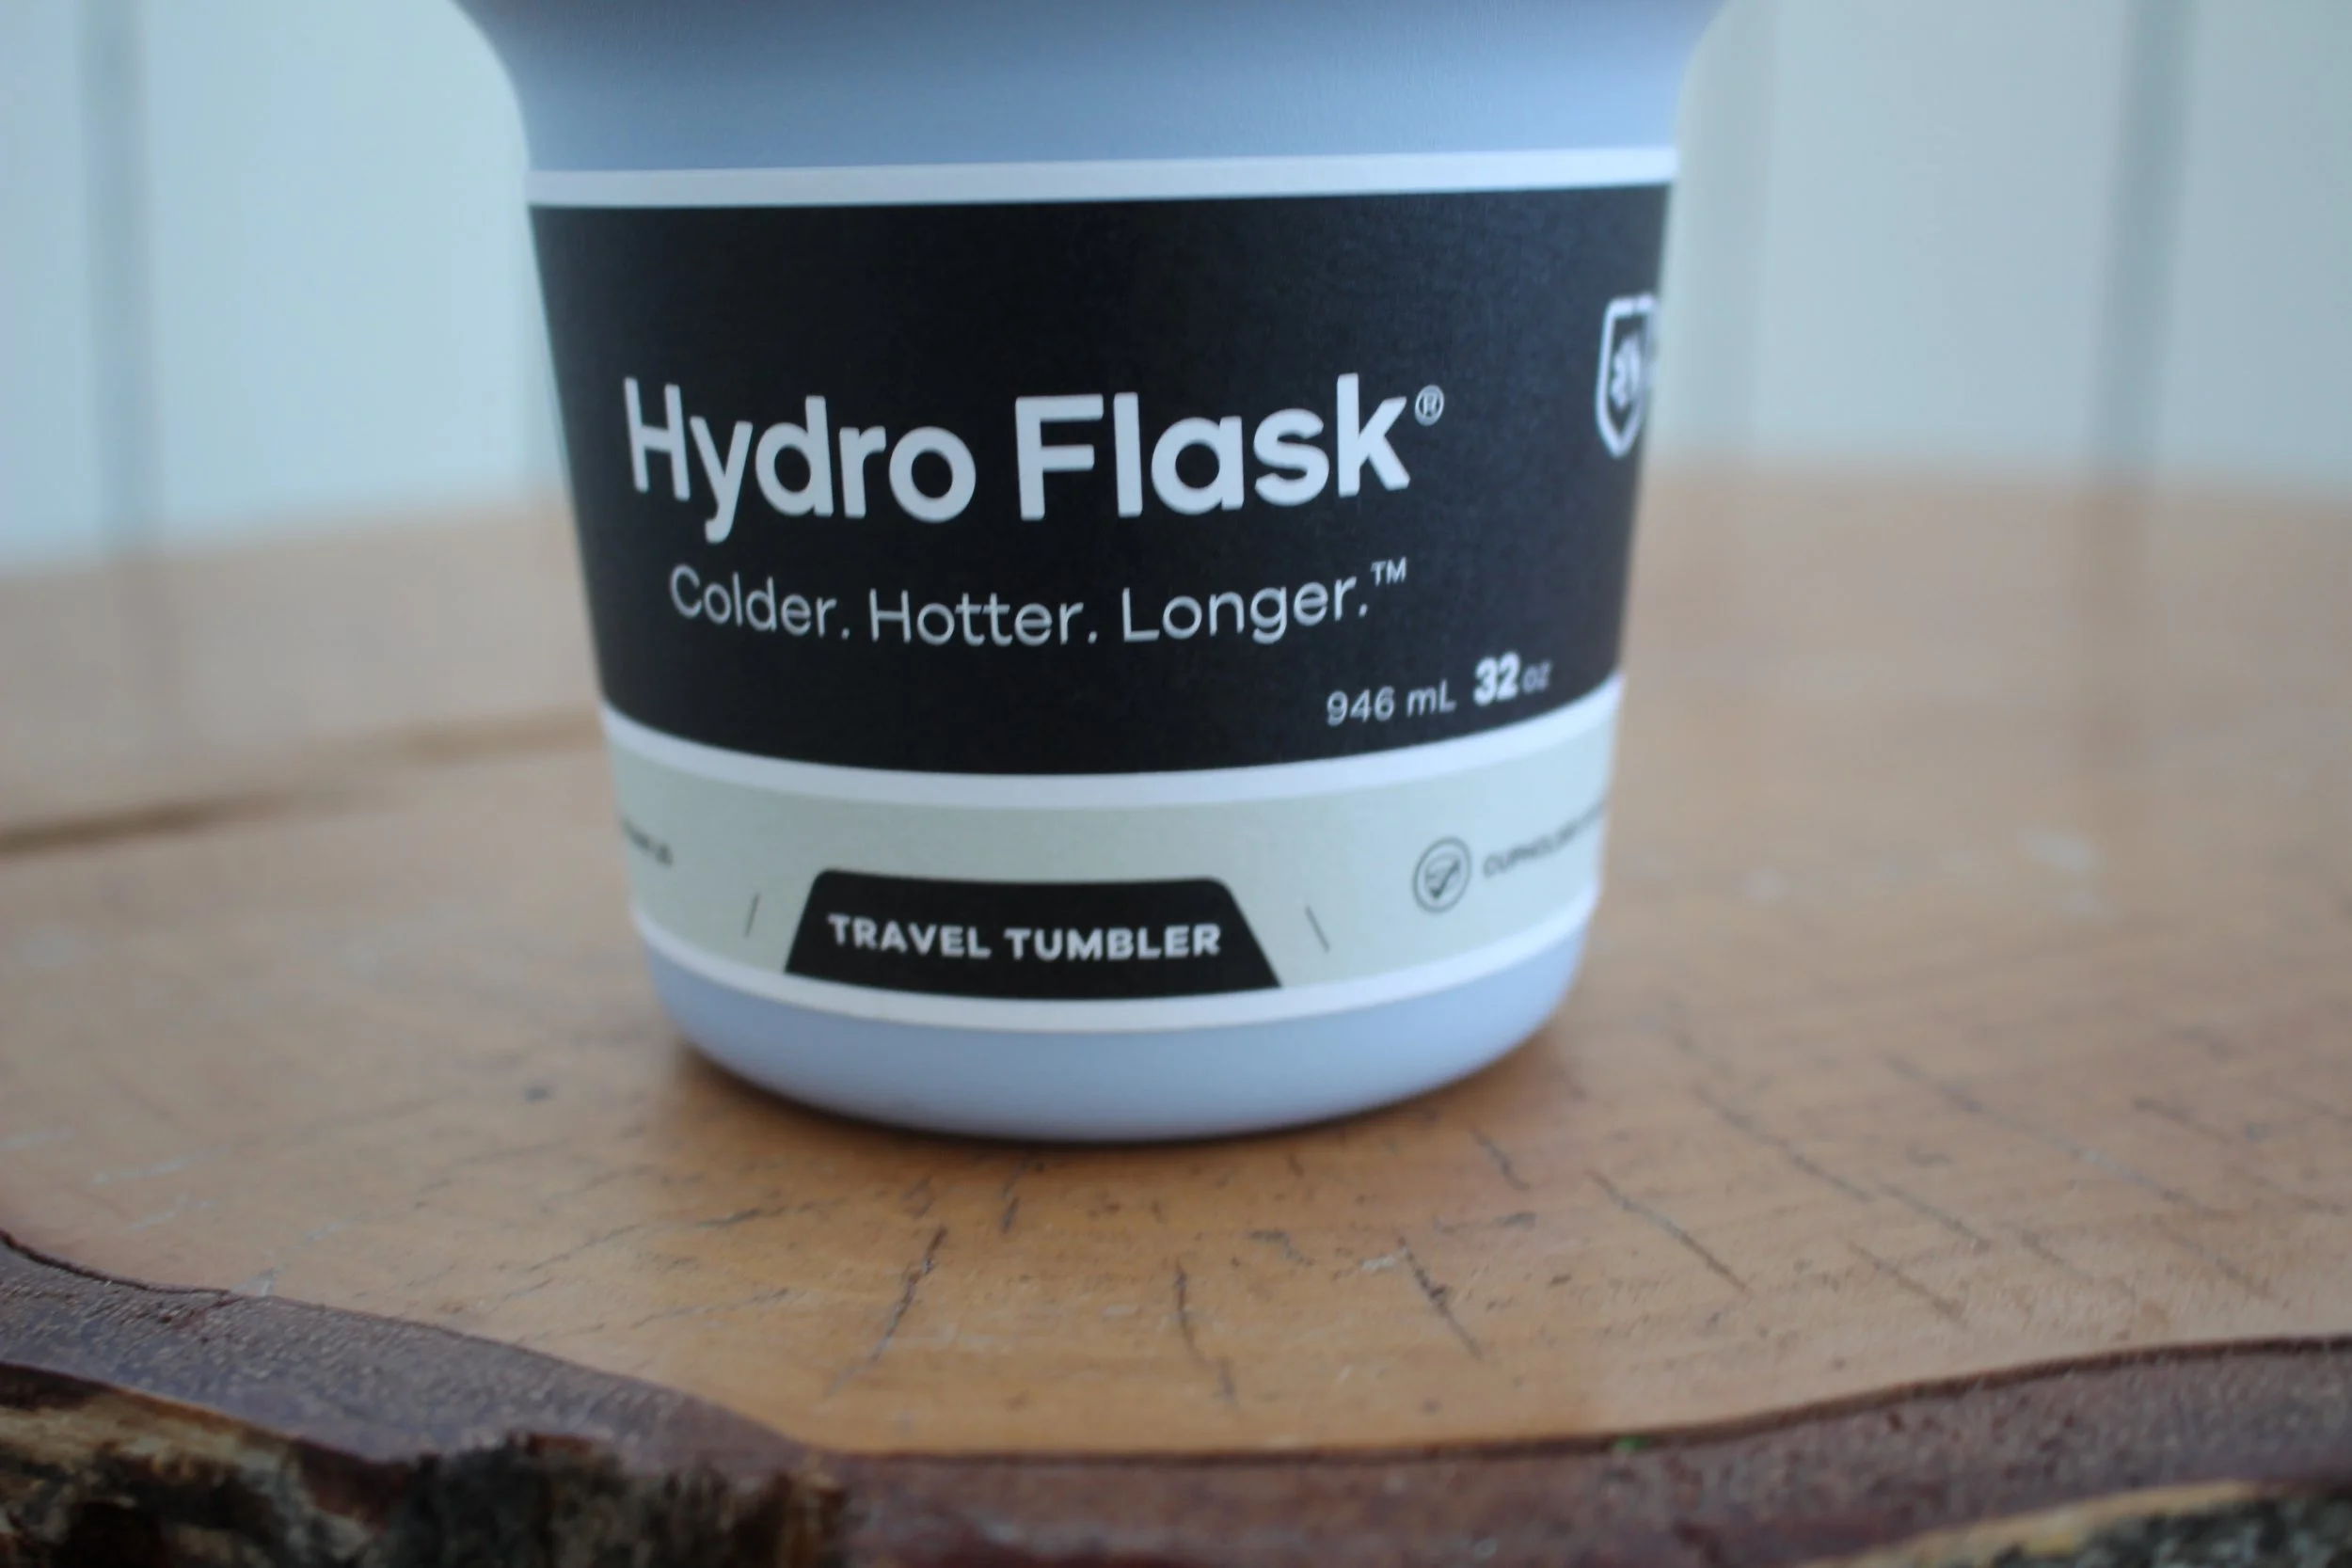 Hydro Flask®
Colder. Hotter. Longer.™
946 mL 32 oz
TRAVEL TUMBLER